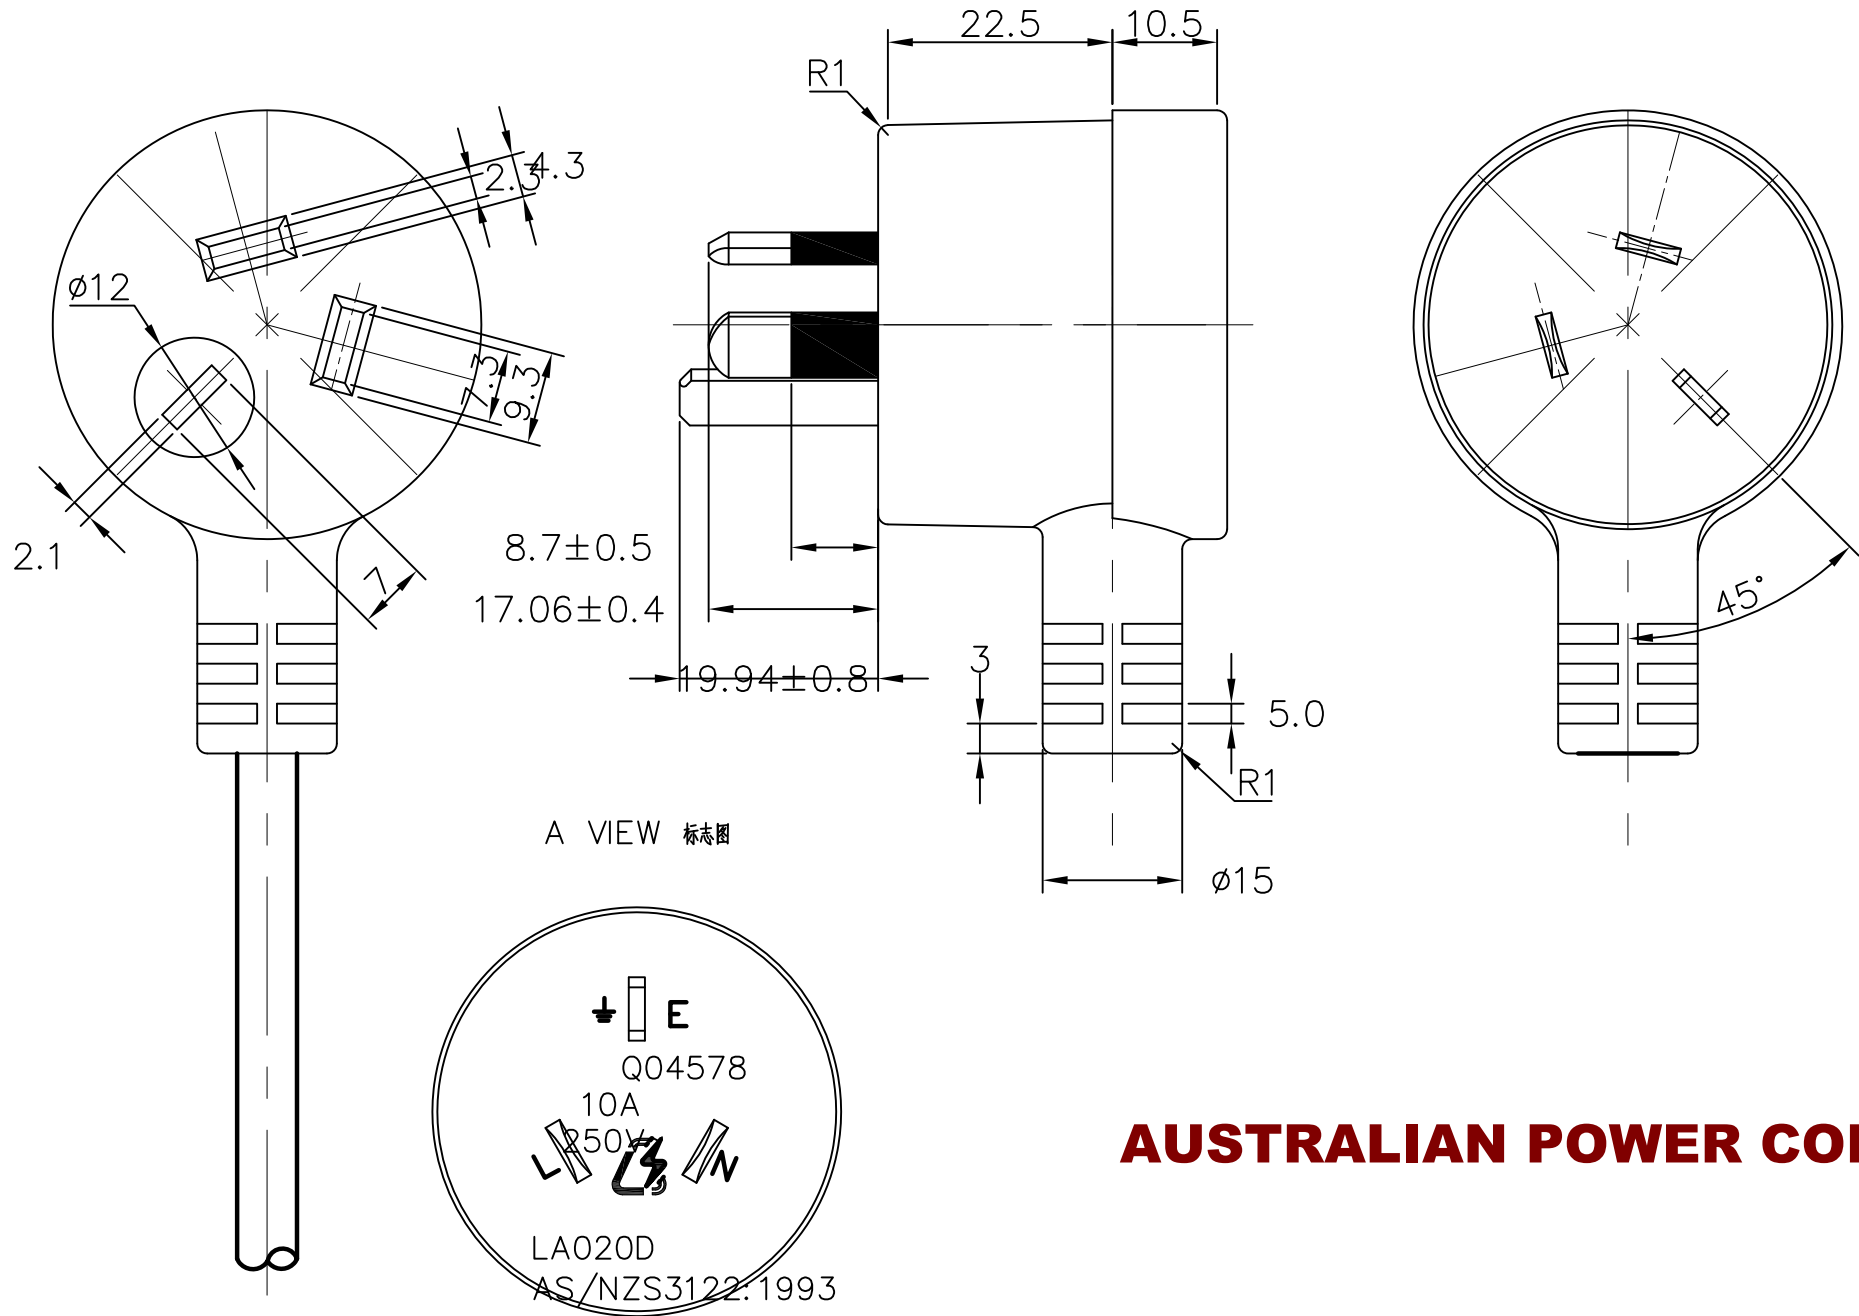 22.5
10.5
R1
4.3
2.3
ø12
7.3
9.3
2.1
7
8.7±0.5
17.06±0.4
19.94±0.8
3
5.0
R1
ø15
45°
A VIEW 标志图
E
Q04578
10A
250V
L
N
LA020D
AS/NZS3122:1993
AUSTRALIAN POWER